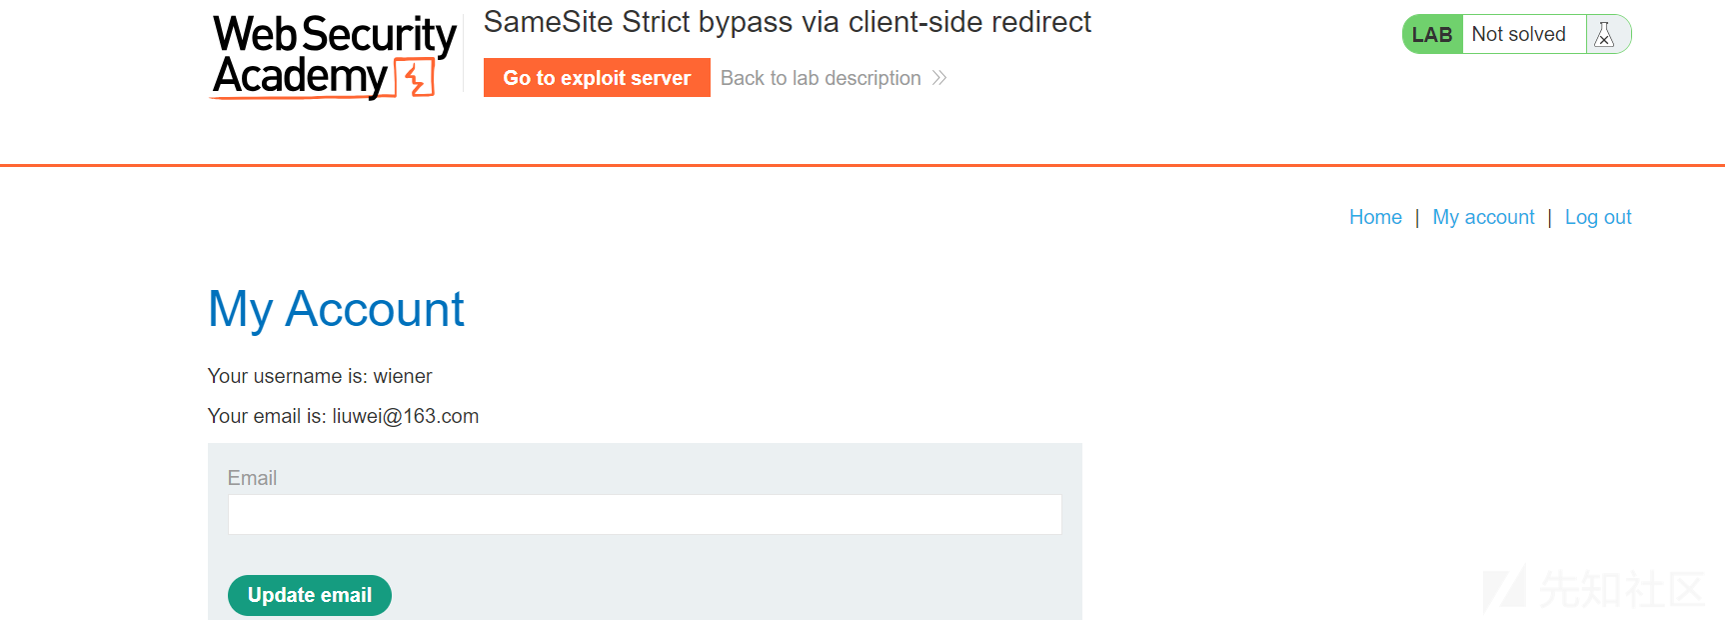 Web Security
Academy
SameSite Strict bypass via client-side redirect
Go to exploit server
Back to lab description
LAB Not solved
Home | My account | Log out
My Account
Your username is: wiener
Your email is: liuwei@163.com
Email
Update email
先知社区